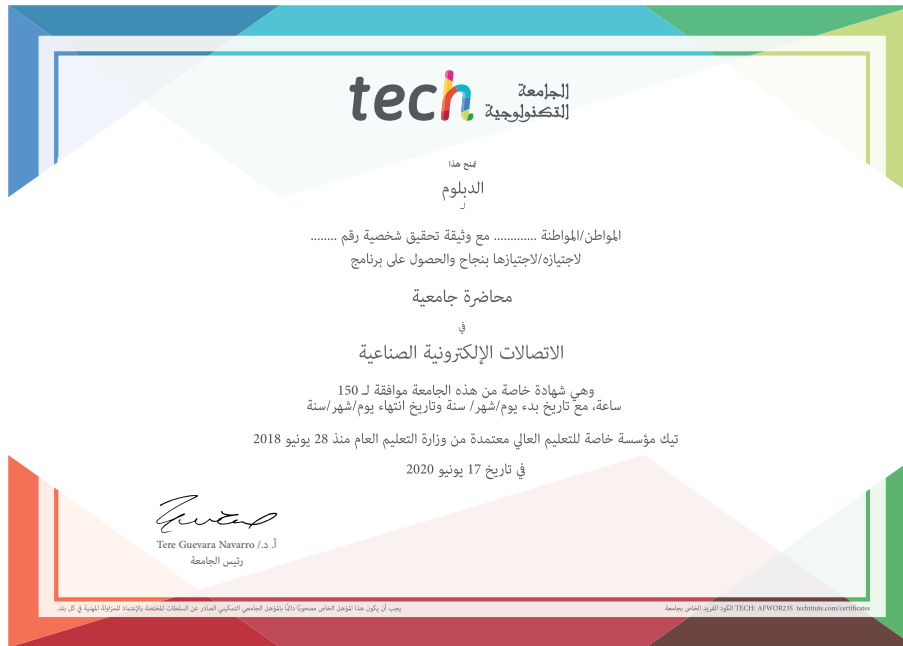 tech
الجامعة
التكنولوجية
يمنح هذا
الدبلوم
لـ
المواطن/المواطنة ............. مع وثيقة تحقيق شخصية رقم ........
لاجتيازه/لاجتيازها بنجاح والحصول على برنامج
محاضرة جامعية
في
الاتصالات الإلكترونية الصناعية
وهي شهادة خاصة من هذه الجامعة موافقة لـ 150
ساعة، مع تاريخ بدء يوم/شهر/ سنة وتاريخ انتهاء يوم/شهر/سنة
تيك مؤسسة خاصة للتعليم العالي معتمدة من وزارة التعليم العام منذ 28 يونيو 2018
في تاريخ 17 يونيو 2020
أ. د./ Tere Guevara Navarro
رئيس الجامعة
يجب أن يكون هذا المؤهل الخاص مصحوبًا دائمًا بالمؤهل الجامعي التمكيني الصادر عن السلطات المختصة بالإعتماد للمزاولة المهنية في كل بلد.
الكود الفريد الخاص بجامعة TECH: AFWOR23S techtitute.com/certificates